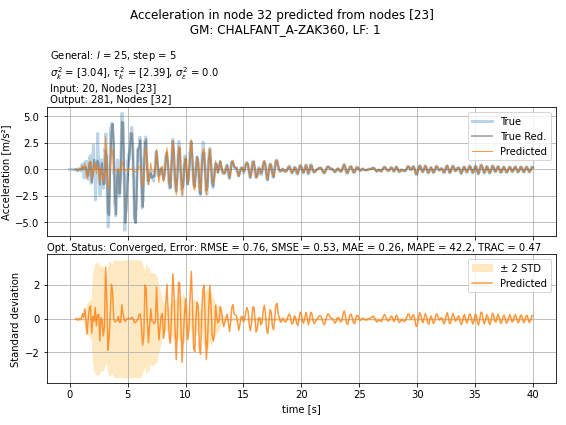 Acceleration in node 32 predicted from nodes [23]
GM: CHALFANT_A-ZAK360, LF: 1
General: l = 25, step = 5
σ²ₖ = [3.04], τ²ₖ = [2.39], σ²ε = 0.0
Input: 20, Nodes [23]
Output: 281, Nodes [32]
Acceleration [m/s²]
5.0
2.5
0.0
−2.5
−5.0
True
True Red.
Predicted
Opt. Status: Converged, Error: RMSE = 0.76, SMSE = 0.53, MAE = 0.26, MAPE = 42.2, TRAC = 0.47
Standard deviation
2
0
−2
± 2 STD
Predicted
0 5 10 15 20 25 30 35 40
time [s]